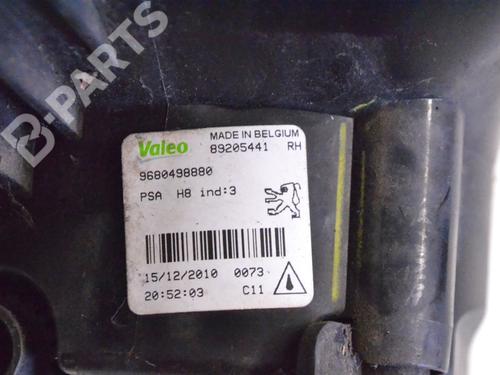 B-PARTS
Valeo MADE IN BELGIUM
89205441 RH
9680498880
PSA H8 ind:3
15/12/2010 0073
20:52:03 C11